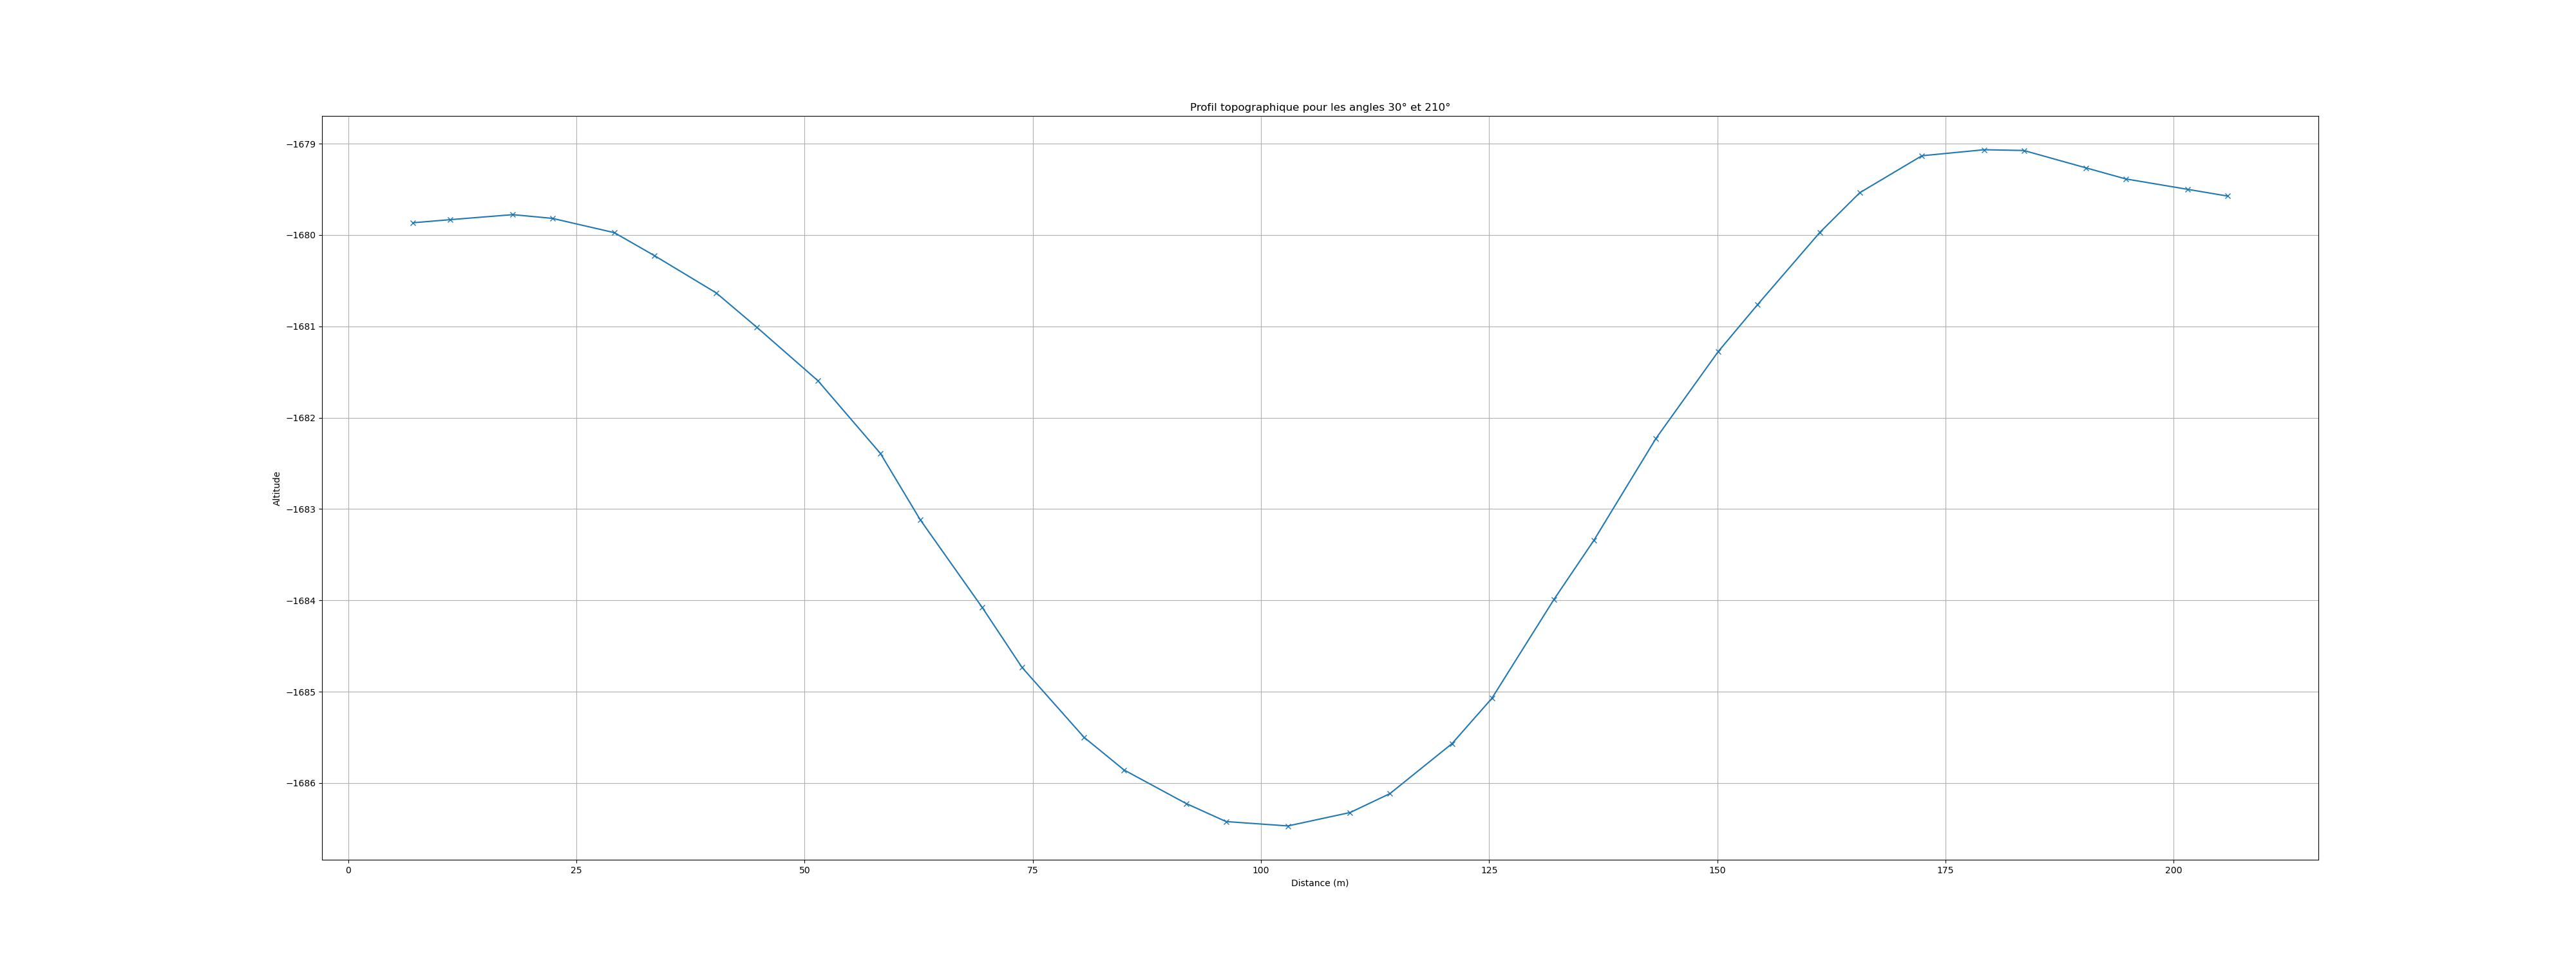 Profil topographique pour les angles 30° et 210°
Altitude
−1679
−1680
−1681
−1682
−1683
−1684
−1685
−1686
0 25 50 75 100 125 150 175 200
Distance (m)